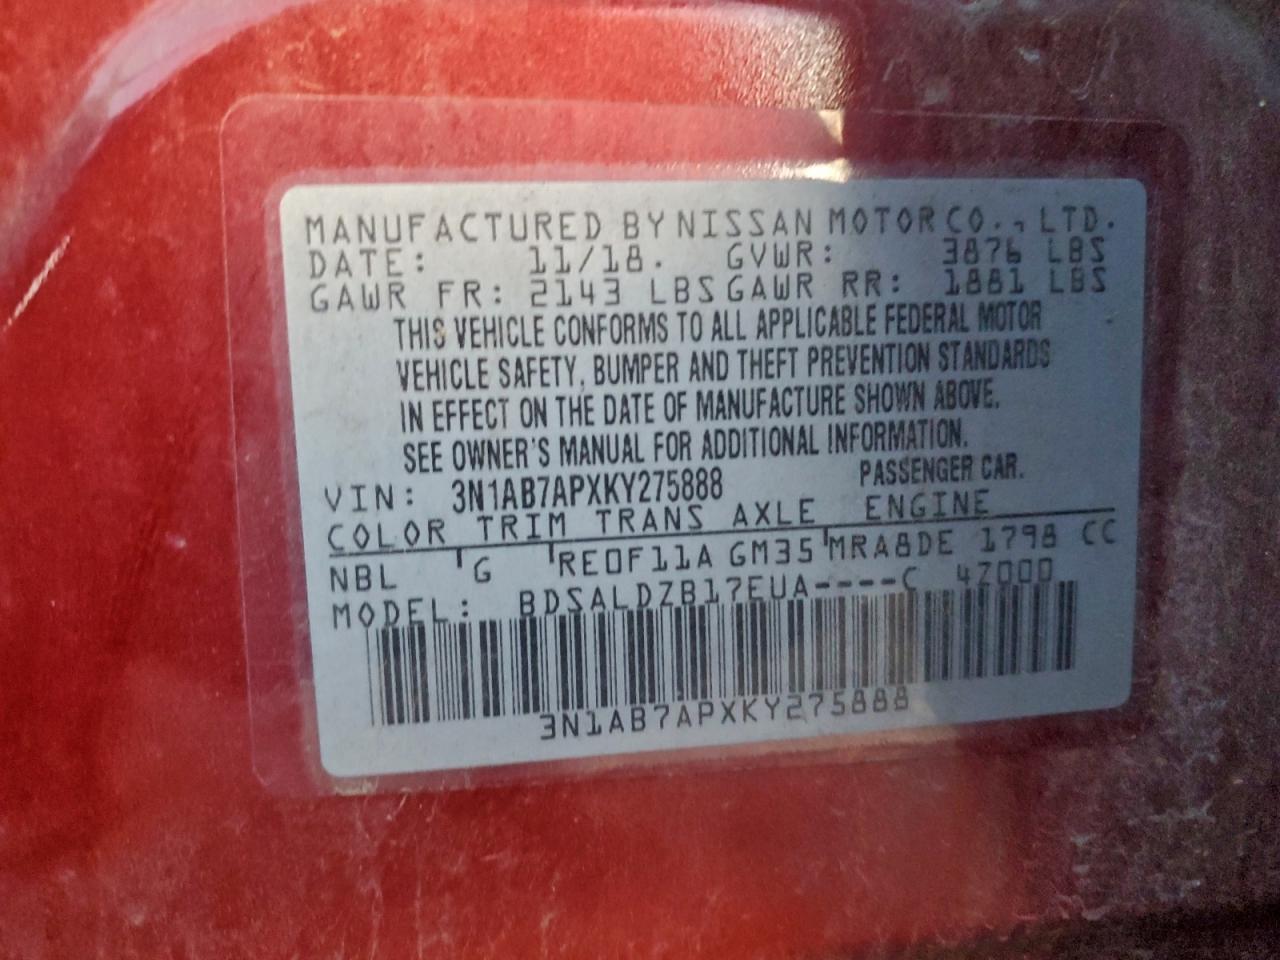 MANUFACTURED BY NISSAN MOTOR CO., LTD.
DATE: 11/18. GVWR: 3876 LBS
GAWR FR: 2143 LBS GAWR RR: 1881 LBS
THIS VEHICLE CONFORMS TO ALL APPLICABLE FEDERAL MOTOR
VEHICLE SAFETY, BUMPER AND THEFT PREVENTION STANDARDS
IN EFFECT ON THE DATE OF MANUFACTURE SHOWN ABOVE.
SEE OWNER'S MANUAL FOR ADDITIONAL INFORMATION.
VIN: 3N1AB7APXKY275888 PASSENGER CAR.
COLOR TRIM TRANS AXLE ENGINE
NBL G RE0F11A GM35 MRA8DE 1798 CC
MODEL: BDSALDZB17EUA----C 4Z000
3N1AB7APXKY275888